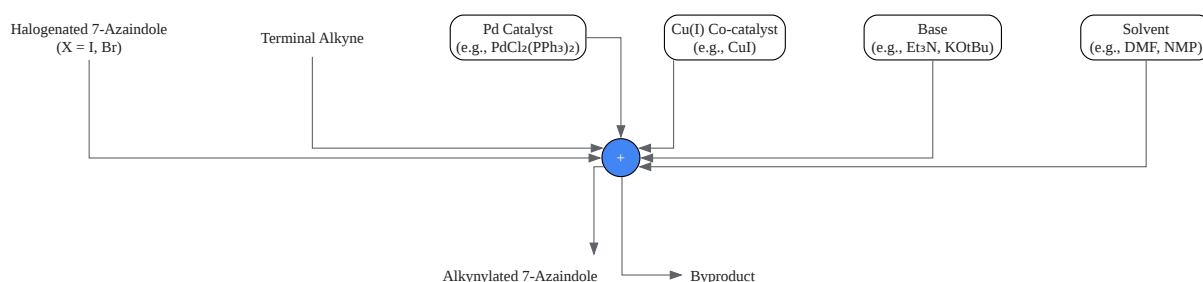 Halogenated 7-Azaindole
(X = I, Br)
Terminal Alkyne
Pd Catalyst
(e.g., PdCl₂(PPh₃)₂)
Cu(I) Co-catalyst
(e.g., CuI)
Base
(e.g., Et₃N, KOtBu)
Solvent
(e.g., DMF, NMP)
+
Alkynylated 7-Azaindole
Byproduct